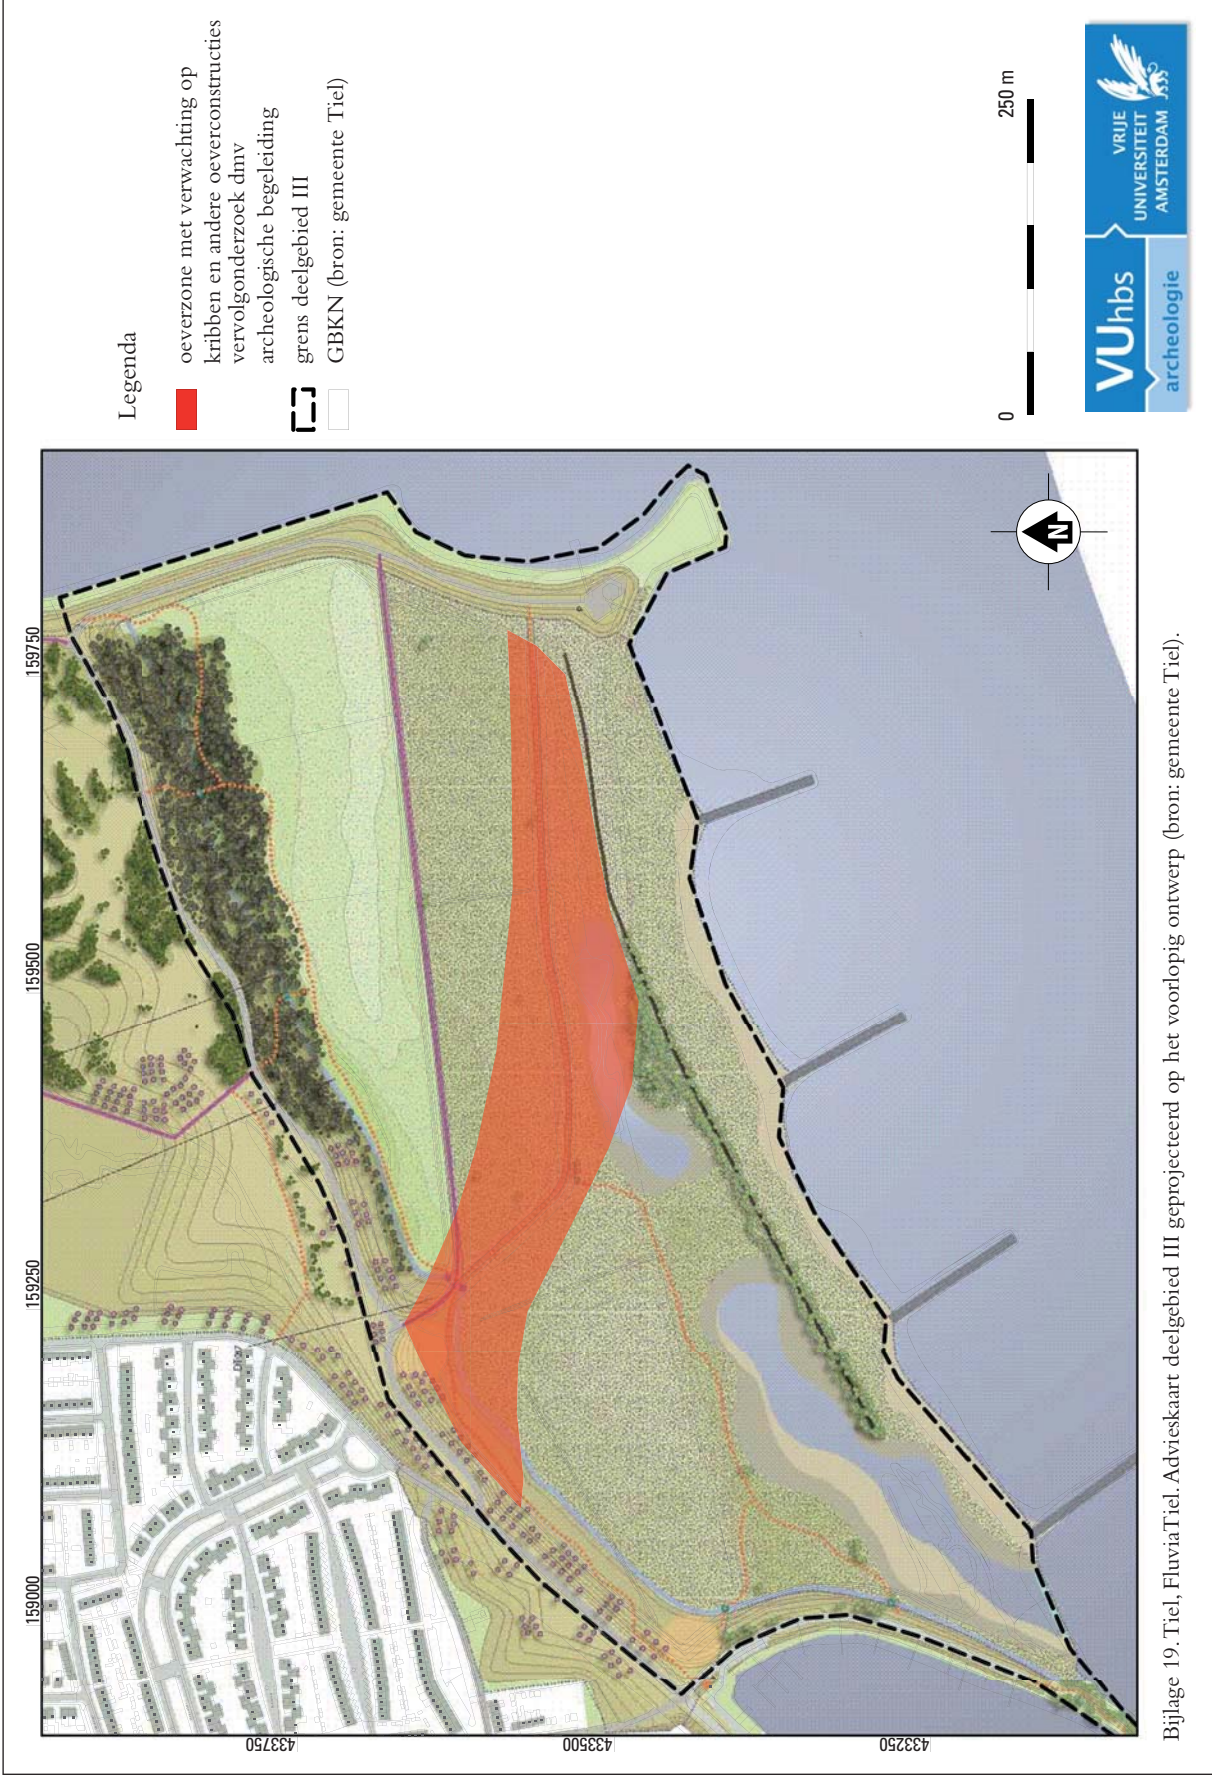 Legenda
oeverzone met verwachting op
kribben en andere oeverconstructies
vervolgonderzoek dmv
archeologische begeleiding
grens deelgebied III
GBKN (bron: gemeente Tiel)
0
250 m
VUhbs
archeologie
VRIJE
UNIVERSITEIT
AMSTERDAM
159000
159250
159500
159750
433750
433500
433250
N
Bijlage 19. Tiel, FluviaTiel. Advieskaart deelgebied III geprojecteerd op het voorlopig ontwerp (bron: gemeente Tiel).